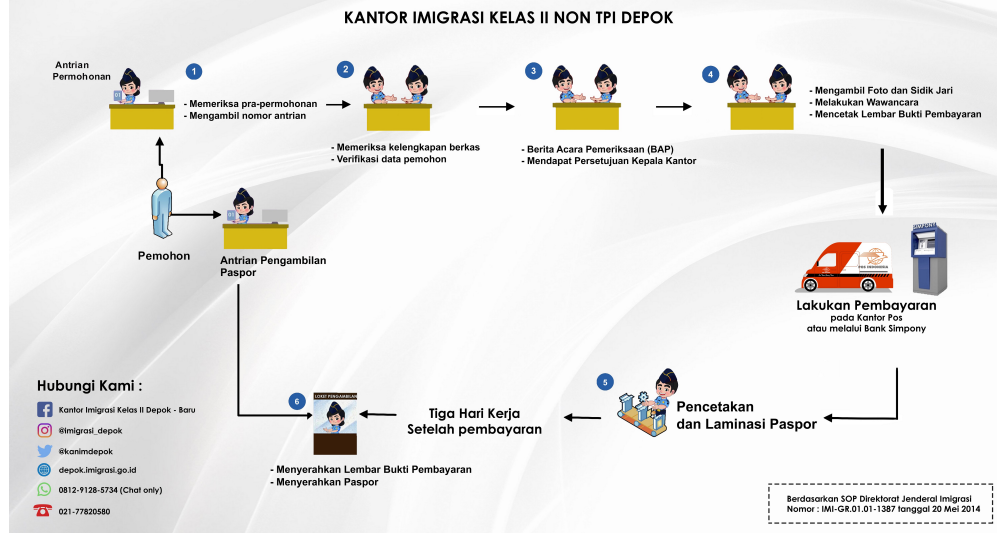 KANTOR IMIGRASI KELAS II NON TPI DEPOK
Antrian
Permohonan
1
- Memeriksa pra-permohonan
- Mengambil nomor antrian
2
- Memeriksa kelengkapan berkas
- Verifikasi data pemohon
3
- Berita Acara Pemeriksaan (BAP)
- Mendapat Persetujuan Kepala Kantor
4
- Mengambil Foto dan Sidik Jari
- Melakukan Wawancara
- Mencetak Lembar Bukti Pembayaran
01
Pemohon
01
Antrian Pengambilan
Paspor
POS INDONESIA
Lakukan Pembayaran
pada Kantor Pos
atau melalui Bank Simpony
5
Pencetakan
dan Laminasi Paspor
Tiga Hari Kerja
Setelah pembayaran
6
LOKET PENGAMBILAN
- Menyerahkan Lembar Bukti Pembayaran
- Menyerahkan Paspor
Hubungi Kami :
Kantor Imigrasi Kelas II Depok - Baru
@imigrasi_depok
@kanimdepok
depok.imigrasi.go.id
0812-9128-5734 (Chat only)
021-77820580
Berdasarkan SOP Direktorat Jenderal Imigrasi
Nomor : IMI-GR.01.01-1387 tanggal 20 Mei 2014